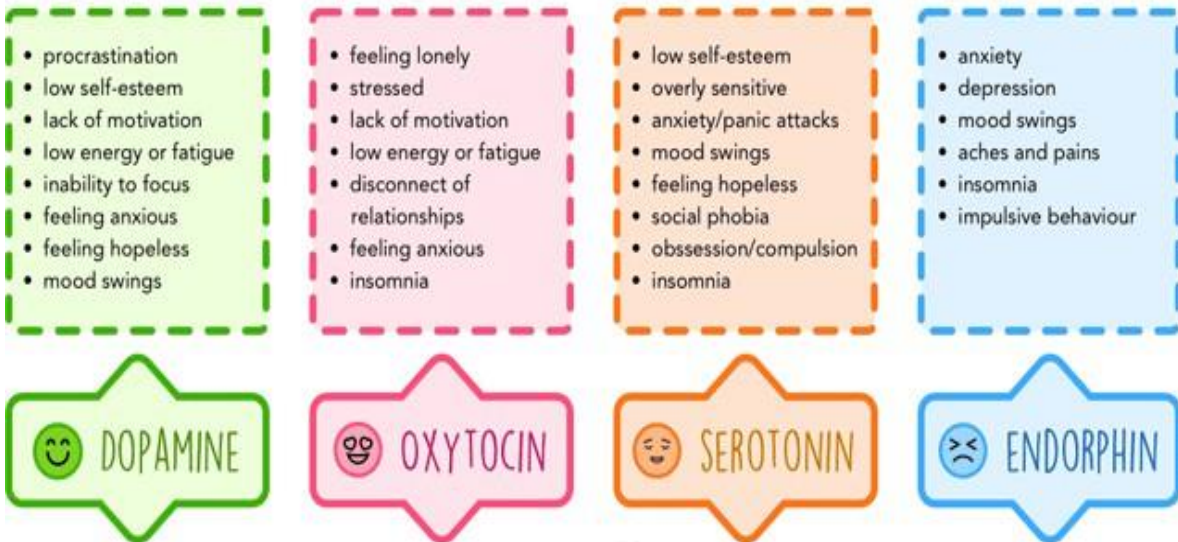 • procrastination
• low self-esteem
• lack of motivation
• low energy or fatigue
• inability to focus
• feeling anxious
• feeling hopeless
• mood swings
• feeling lonely
• stressed
• lack of motivation
• low energy or fatigue
• disconnect of
relationships
• feeling anxious
• insomnia
• low self-esteem
• overly sensitive
• anxiety/panic attacks
• mood swings
• feeling hopeless
• social phobia
• obssession/compulsion
• insomnia
• anxiety
• depression
• mood swings
• aches and pains
• insomnia
• impulsive behaviour
DOPAMINE
OXYTOCIN
SEROTONIN
ENDORPHIN